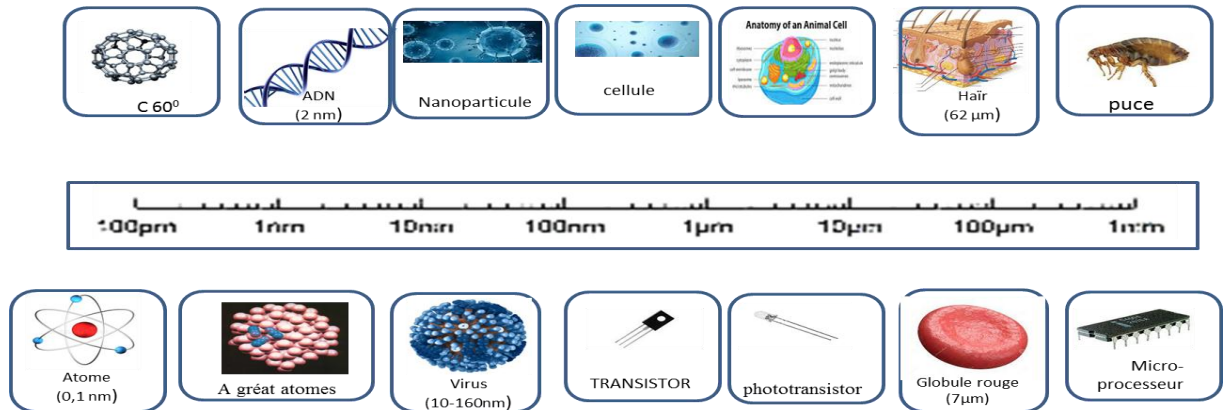 C 60⁰
ADN
(2 nm)
Nanoparticule
cellule
Anatomy of an Animal Cell
Haïr
(62 µm)
puce
100pm 1nm 10nm 100nm 1µm 10µm 100µm 1mm
Atome
(0,1 nm)
A gréat atomes
Virus
(10-160nm)
TRANSISTOR
phototransistor
Globule rouge
(7µm)
Micro-
processeur